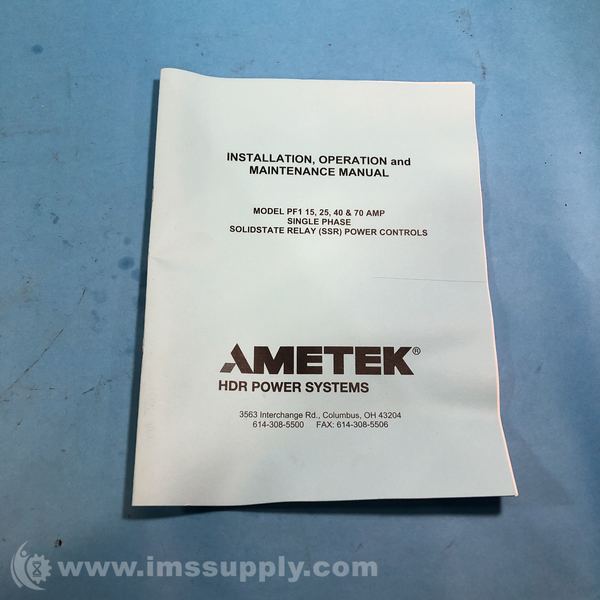 INSTALLATION, OPERATION and
MAINTENANCE MANUAL
MODEL PF1 15, 25, 40 & 70 AMP
SINGLE PHASE
SOLIDSTATE RELAY (SSR) POWER CONTROLS
AMETEK®
HDR POWER SYSTEMS
3563 Interchange Rd., Columbus, OH 43204
614-308-5500 FAX: 614-308-5506
www.imssupply.com